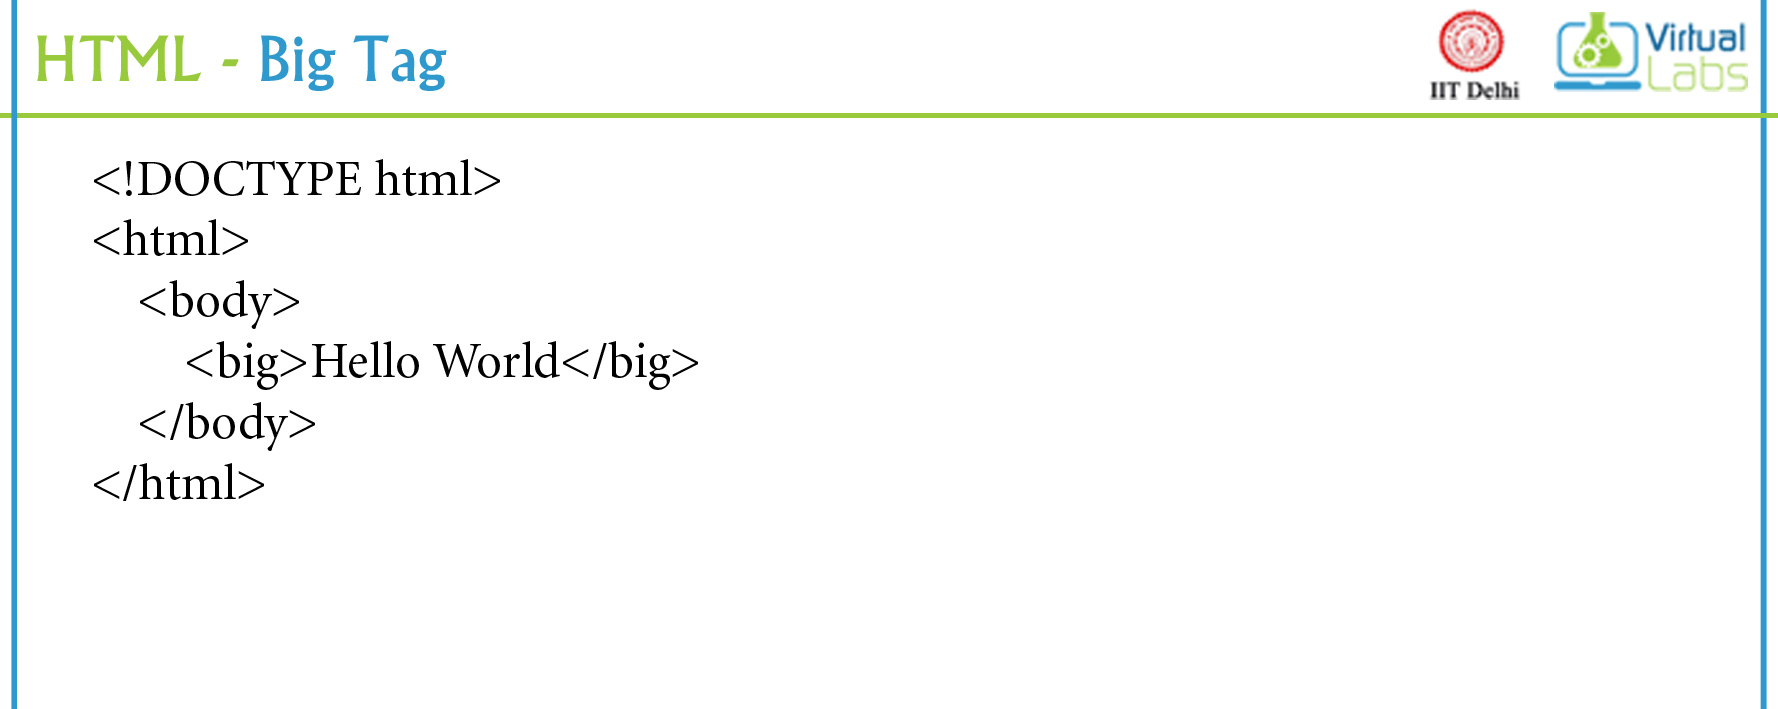 HTML - Big Tag
IIT Delhi
Virtual
Labs
<!DOCTYPE html>
<html>
<body>
<big>Hello World</big>
</body>
</html>